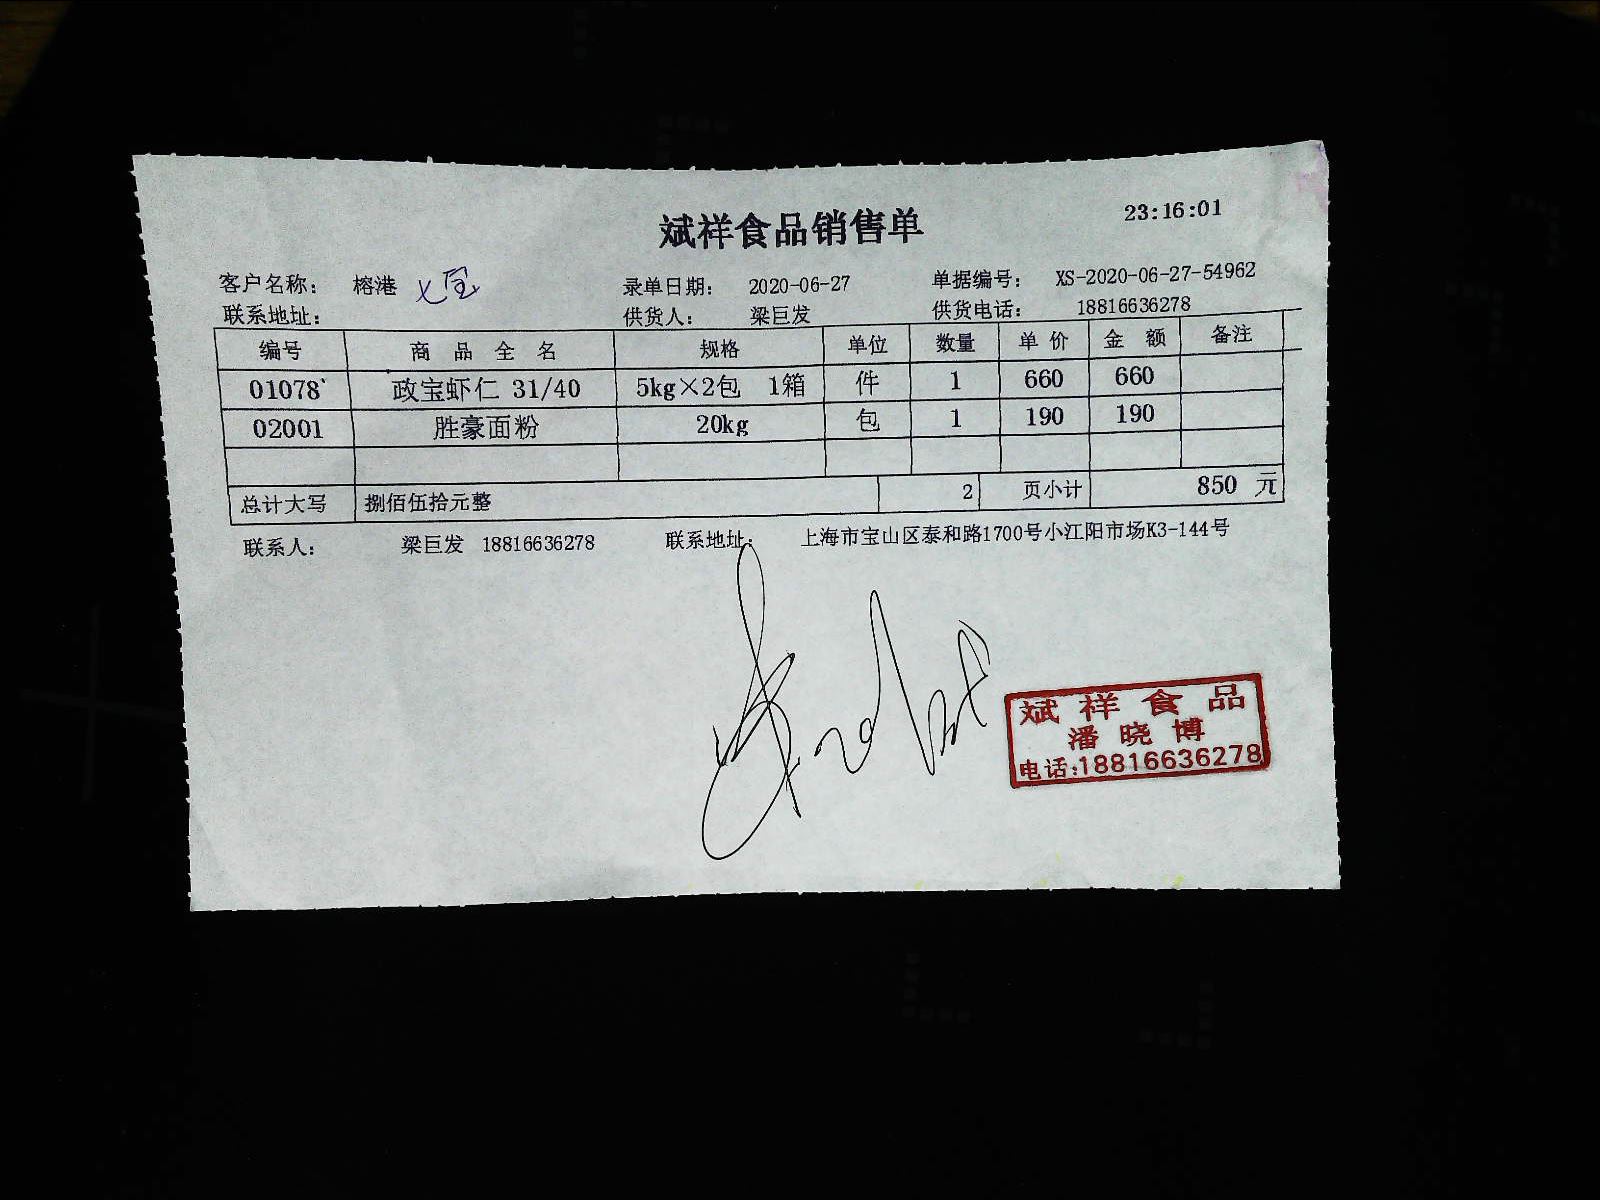 23:16:01
斌祥食品销售单
客户名称： 榕港 七宝 录单日期： 2020-06-27 单据编号： XS-2020-06-27-54962
联系地址： 供货人： 梁巨发 供货电话： 18816636278
编号 商 品 全 名 规格 单位 数量 单 价 金 额 备注
01078 政宝虾仁 31/40 5kg×2包 1箱 件 1 660 660
02001 胜豪面粉 20kg 包 1 190 190
总计大写 捌佰伍拾元整 2 页小计 850 元
联系人： 梁巨发 18816636278 联系地址： 上海市宝山区泰和路1700号小江阳市场K3-144号
斌祥食品
潘晓博
电话:18816636278